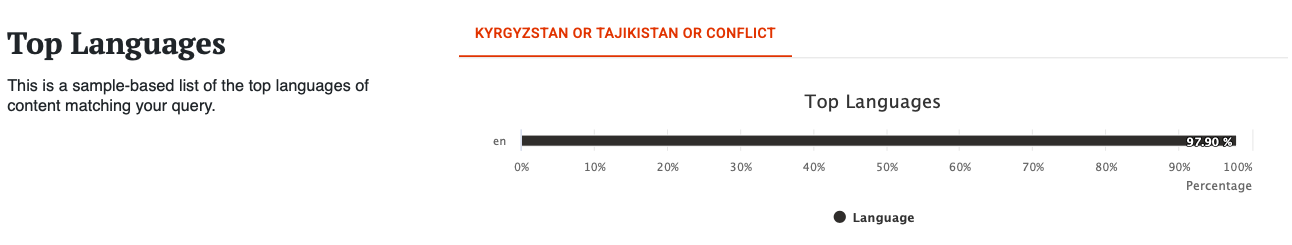 Top Languages
This is a sample-based list of the top languages of
content matching your query.
KYRGYZSTAN OR TAJIKISTAN OR CONFLICT
Top Languages
en
97.90 %
0% 10% 20% 30% 40% 50% 60% 70% 80% 90% 100%
Percentage
Language